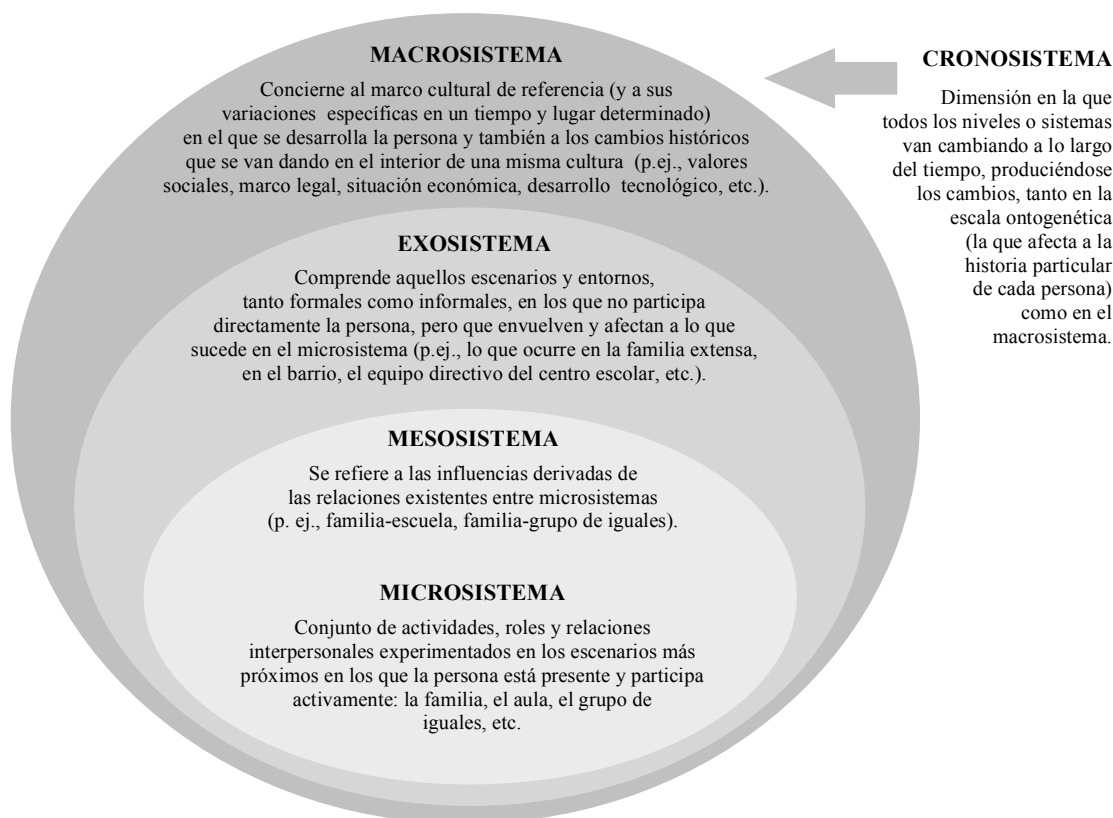 MACROSISTEMA
Concierne al marco cultural de referencia (y a sus
variaciones específicas en un tiempo y lugar determinado)
en el que se desarrolla la persona y también a los cambios históricos
que se van dando en el interior de una misma cultura (p.ej., valores
sociales, marco legal, situación económica, desarrollo tecnológico, etc.).
EXOSISTEMA
Comprende aquellos escenarios y entornos,
tanto formales como informales, en los que no participa
directamente la persona, pero que envuelven y afectan a lo que
sucede en el microsistema (p.ej., lo que ocurre en la familia extensa,
en el barrio, el equipo directivo del centro escolar, etc.).
MESOSISTEMA
Se refiere a las influencias derivadas de
las relaciones existentes entre microsistemas
(p. ej., familia-escuela, familia-grupo de iguales).
MICROSISTEMA
Conjunto de actividades, roles y relaciones
interpersonales experimentados en los escenarios más
próximos en los que la persona está presente y participa
activamente: la familia, el aula, el grupo de
iguales, etc.
CRONOSISTEMA
Dimensión en la que
todos los niveles o sistemas
van cambiando a lo largo
del tiempo, produciéndose
los cambios, tanto en la
escala ontogenética
(la que afecta a la
historia particular
de cada persona)
como en el
macrosistema.